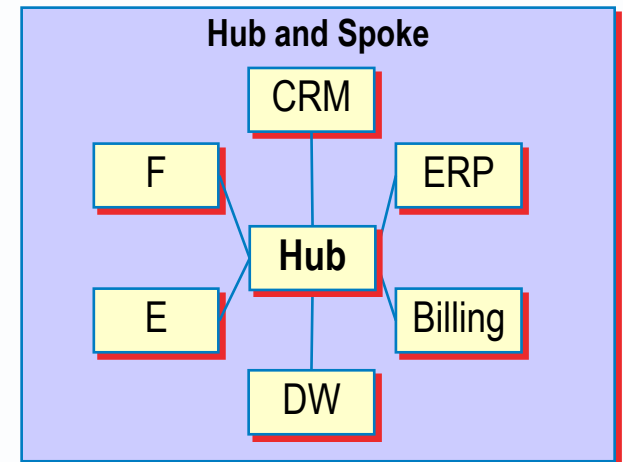 Hub and Spoke
CRM
F
ERP
Hub
E
Billing
DW